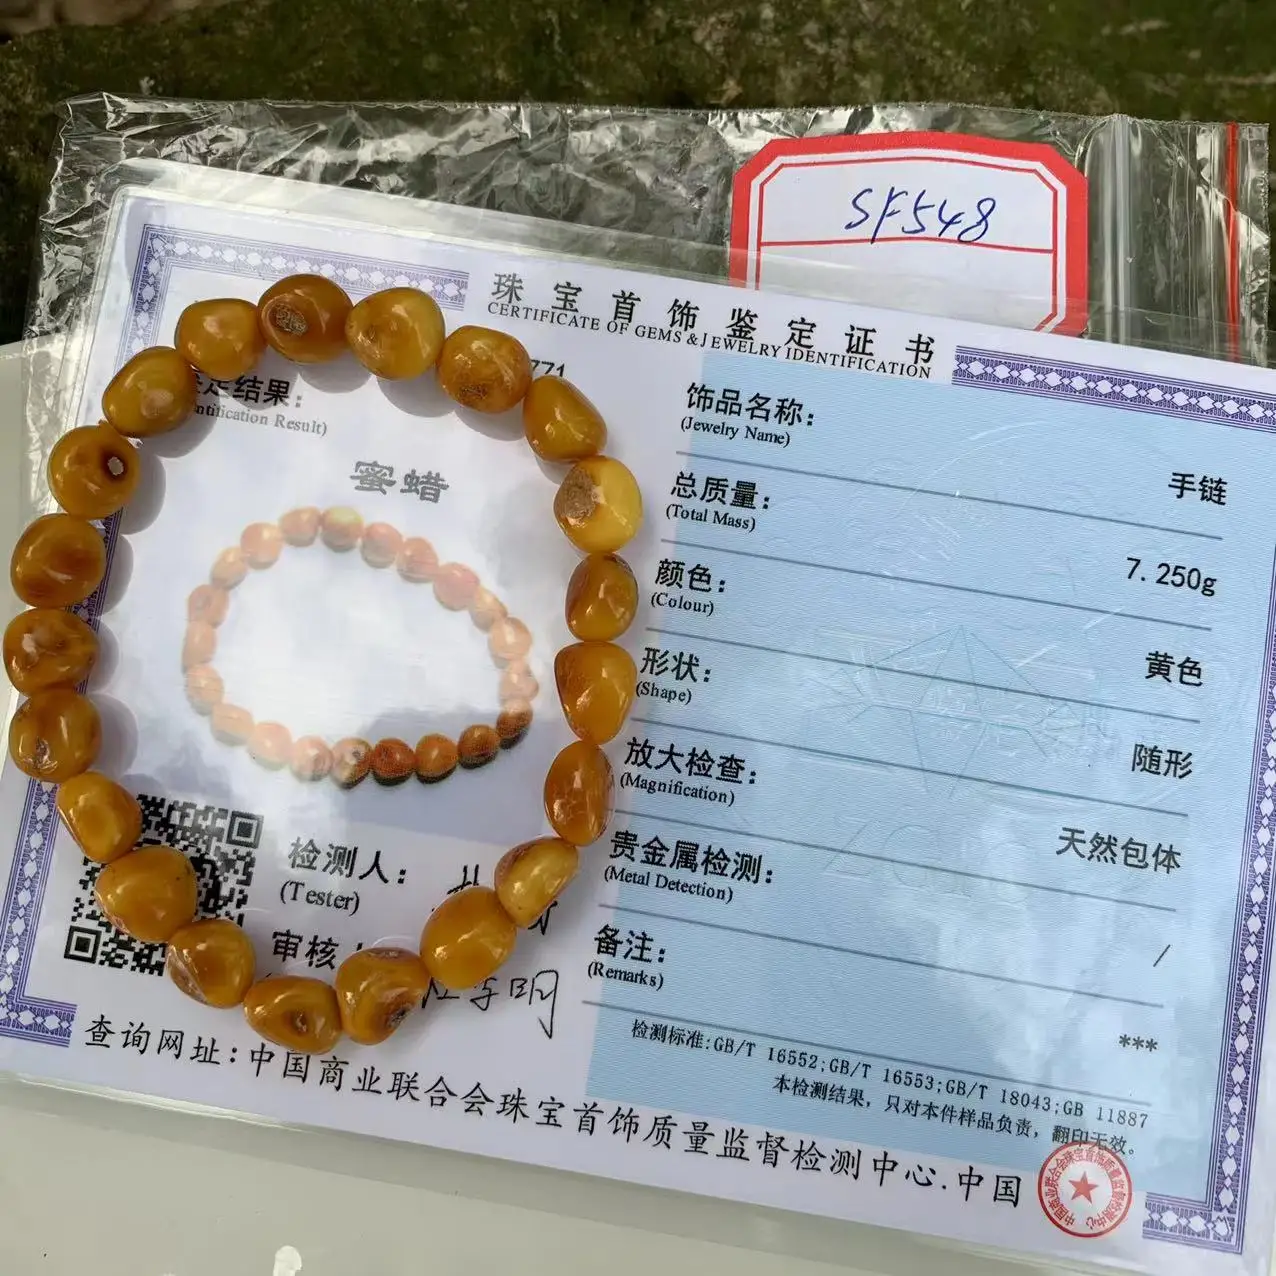 SF548
珠宝首饰鉴定证书
CERTIFICATE OF GEMS & JEWELRY IDENTIFICATION
771
定结果:
ntification Result)
蜜蜡
饰品名称:
(Jewelry Name)
手链
总质量:
(Total Mass)
7.250g
颜色:
(Colour)
黄色
形状:
(Shape)
随形
放大检查:
(Magnification)
天然包体
贵金属检测:
(Metal Detection)
/
备注:
(Remarks)
***
检测人:
(Tester)
审核
检测标准:GB/T 16552;GB/T 16553;GB/T 18043;GB 11887
本检测结果,只对本件样品负责,翻印无效。
查询网址:中国商业联合会珠宝首饰质量监督检测中心.中国